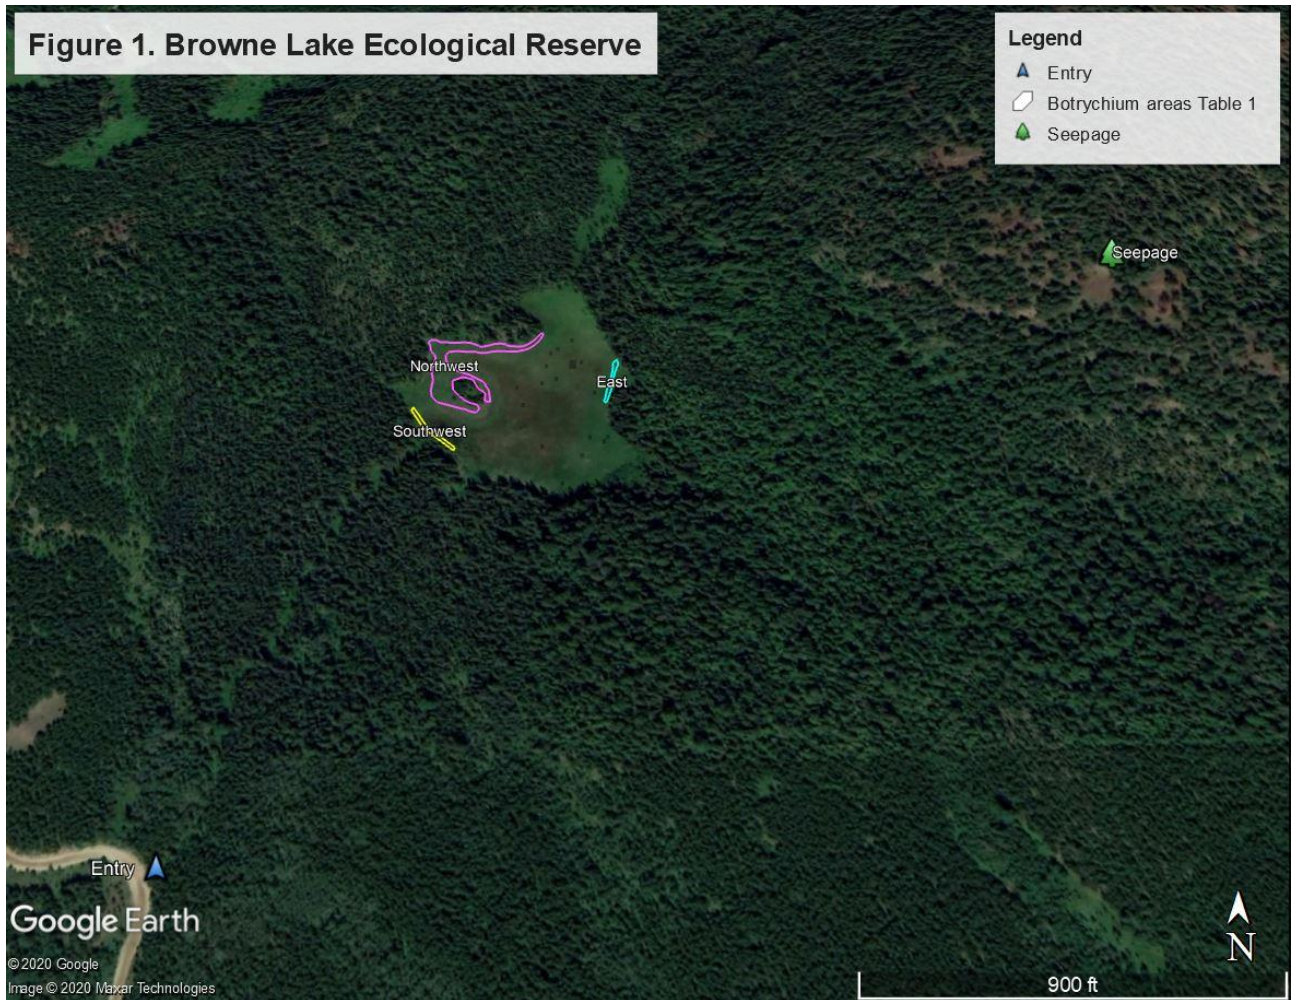 Figure 1. Browne Lake Ecological Reserve
Legend
Entry
Botrychium areas Table 1
Seepage
Seepage
Northwest
East
Southwest
Entry
Google Earth
© 2020 Google
Image © 2020 Maxar Technologies
N
900 ft